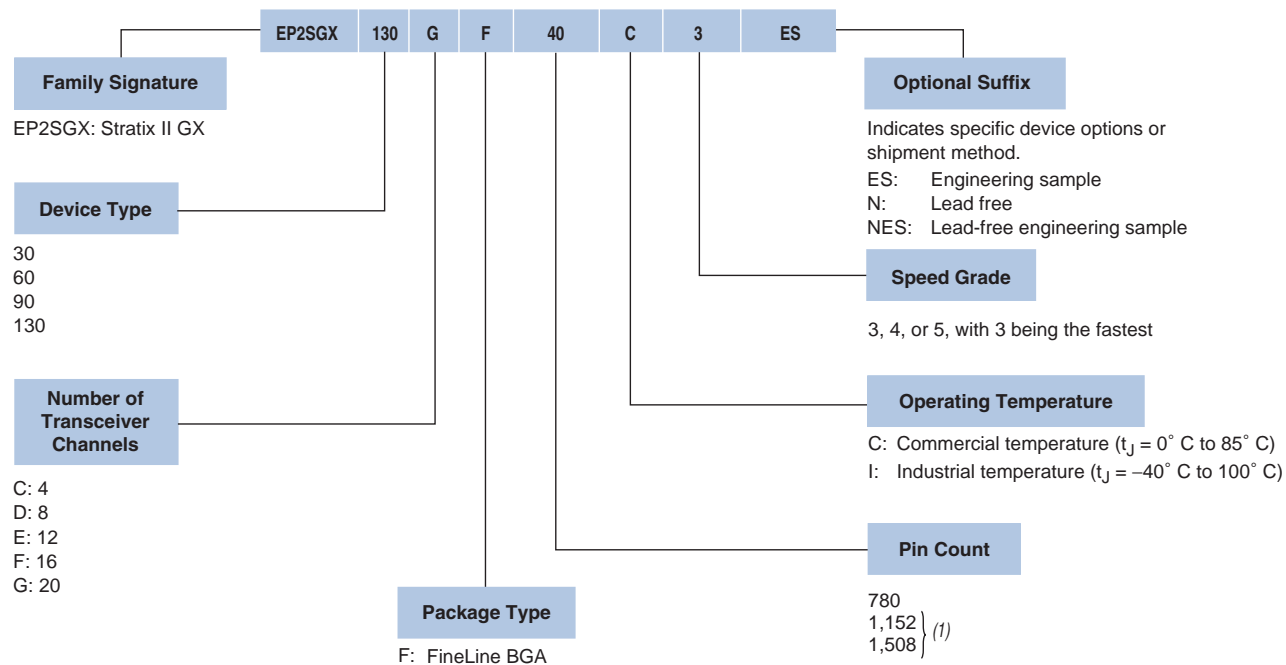 EP2SGX 130 G F 40 C 3 ES
Family Signature
EP2SGX: Stratix II GX
Device Type
30
60
90
130
Number of
Transceiver
Channels
C: 4
D: 8
E: 12
F: 16
G: 20
Package Type
F: FineLine BGA
Optional Suffix
Indicates specific device options or
shipment method.
ES: Engineering sample
N: Lead free
NES: Lead-free engineering sample
Speed Grade
3, 4, or 5, with 3 being the fastest
Operating Temperature
C: Commercial temperature (tJ = 0˚ C to 85˚ C)
I: Industrial temperature (tJ = −40˚ C to 100˚ C)
Pin Count
780
1,152
1,508 } (1)